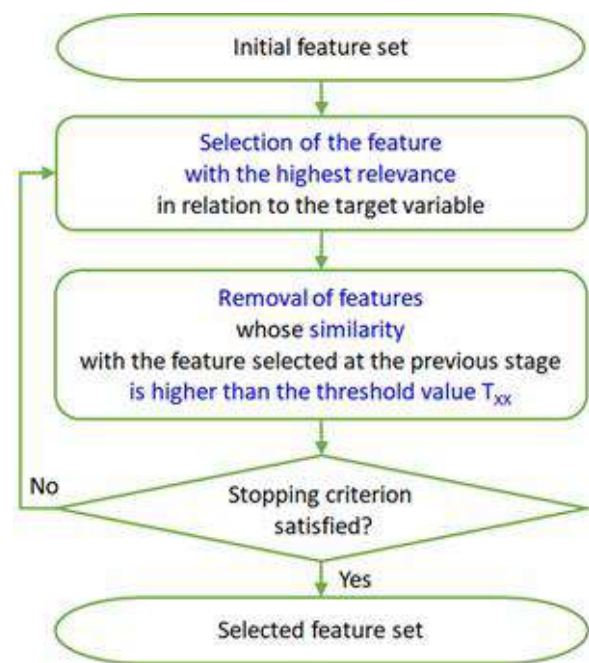 Initial feature set
Selection of the feature
with the highest relevance
in relation to the target variable
Removal of features
whose similarity
with the feature selected at the previous stage
is higher than the threshold value Txx
No
Stopping criterion
satisfied?
Yes
Selected feature set